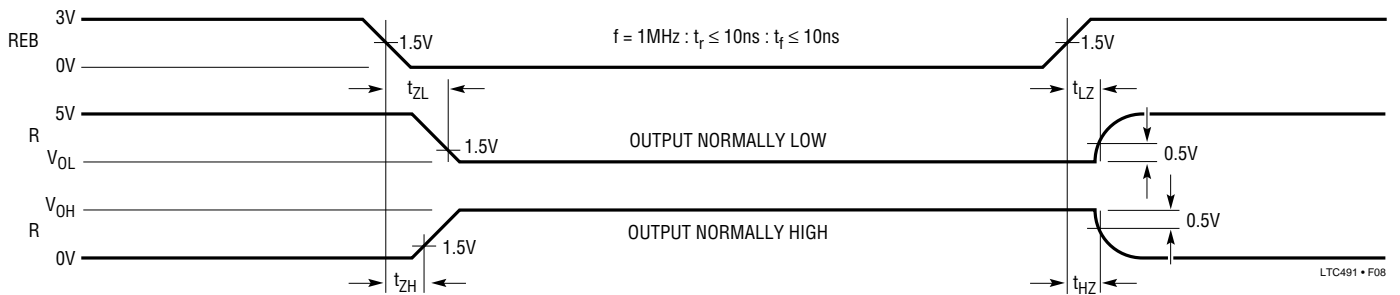 3V
REB
1.5V
f = 1MHz : tr ≤ 10ns : tf ≤ 10ns
1.5V
0V
tZL
tLZ
5V
R
OUTPUT NORMALLY LOW
1.5V
0.5V
VOL
VOH
R
OUTPUT NORMALLY HIGH
0.5V
1.5V
0V
tZH
tHZ
LTC491 • F08